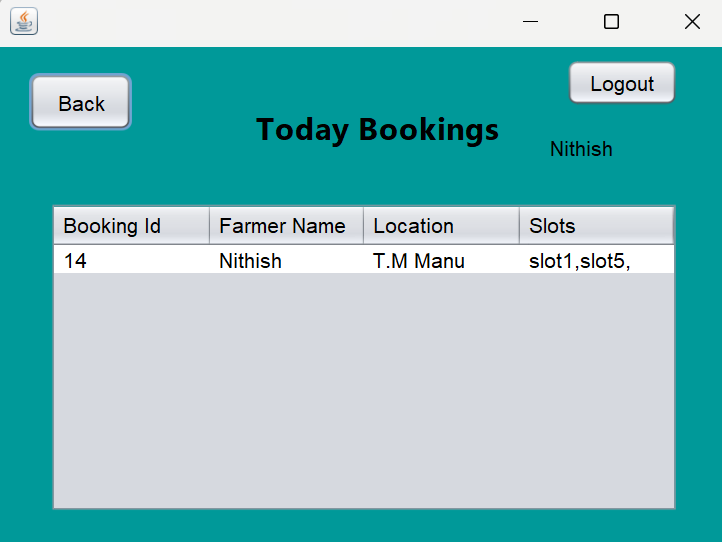 Back
Logout
Today Bookings
Nithish
Booking Id Farmer Name Location Slots
14 Nithish T.M Manu slot1,slot5,